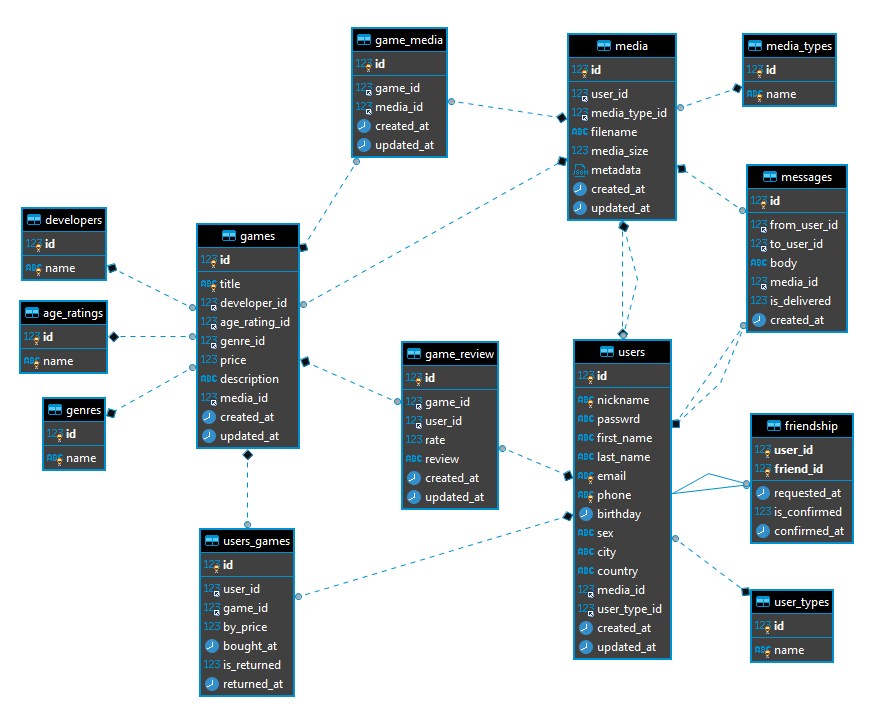 game_media
id
game_id
media_id
created_at
updated_at
media
id
user_id
media_type_id
filename
media_size
metadata
created_at
updated_at
media_types
id
name
messages
id
from_user_id
to_user_id
body
media_id
is_delivered
created_at
developers
id
name
games
id
title
developer_id
age_rating_id
genre_id
price
description
media_id
created_at
updated_at
age_ratings
id
name
genres
id
name
game_review
id
game_id
user_id
rate
review
created_at
updated_at
users
id
nickname
passwrd
first_name
last_name
email
phone
birthday
sex
city
country
media_id
user_type_id
created_at
updated_at
friendship
user_id
friend_id
requested_at
is_confirmed
confirmed_at
users_games
id
user_id
game_id
by_price
bought_at
is_returned
returned_at
user_types
id
name